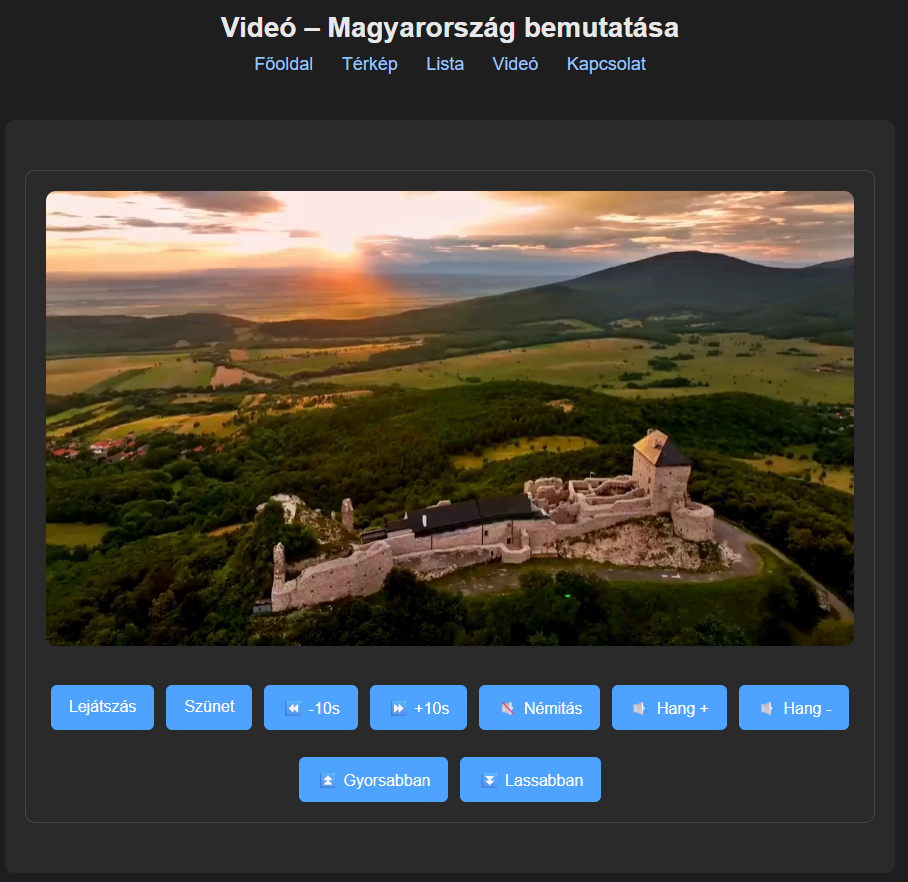 Videó – Magyarország bemutatása
Főoldal Térkép Lista Videó Kapcsolat
Lejátszás Szünet ⏪ -10s ⏩ +10s 🔇 Némítás 🔊 Hang + 🔉 Hang -
⏫ Gyorsabban ⏬ Lassabban